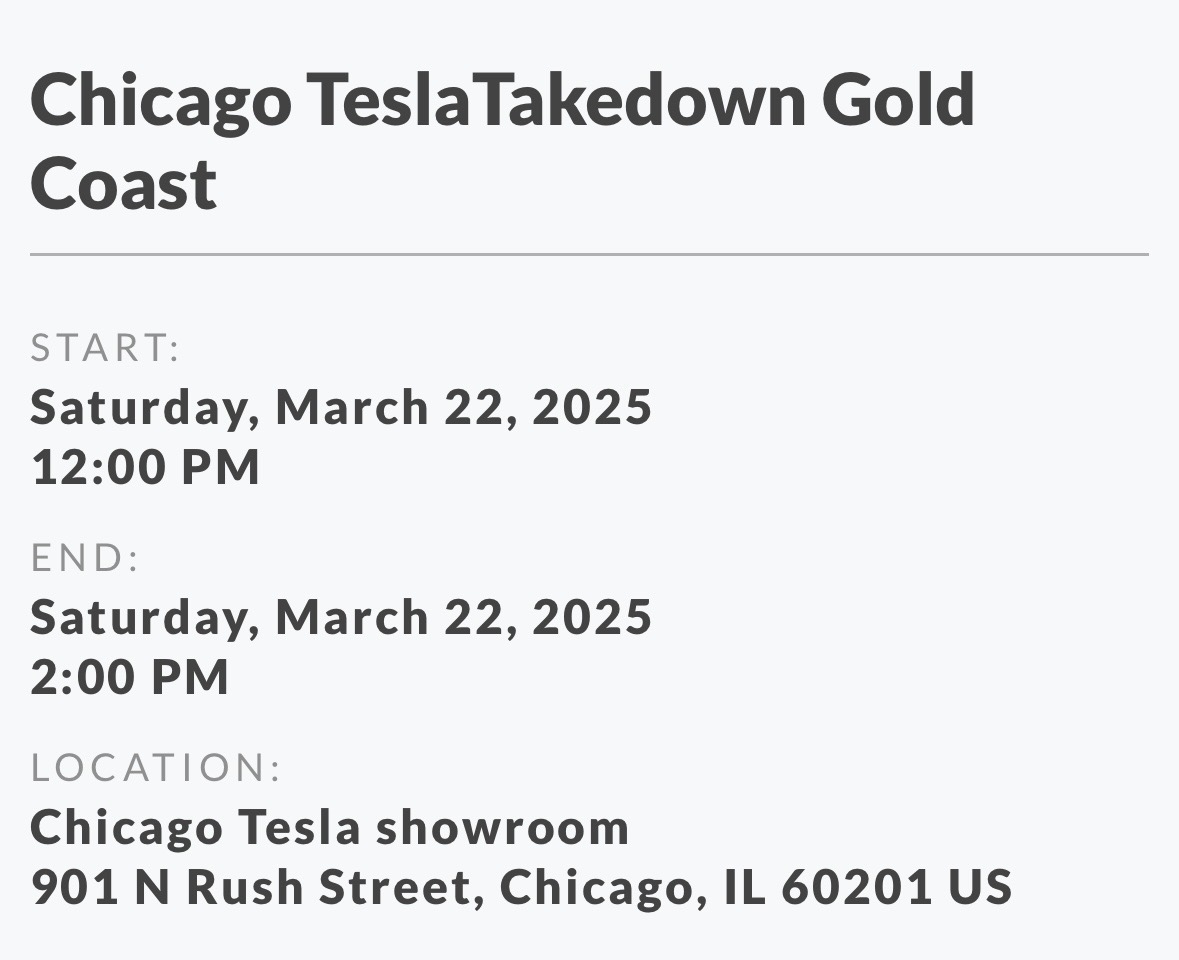 Chicago TeslaTakedown Gold
Coast
START:
Saturday, March 22, 2025
12:00 PM
END:
Saturday, March 22, 2025
2:00 PM
LOCATION:
Chicago Tesla showroom
901 N Rush Street, Chicago, IL 60201 US